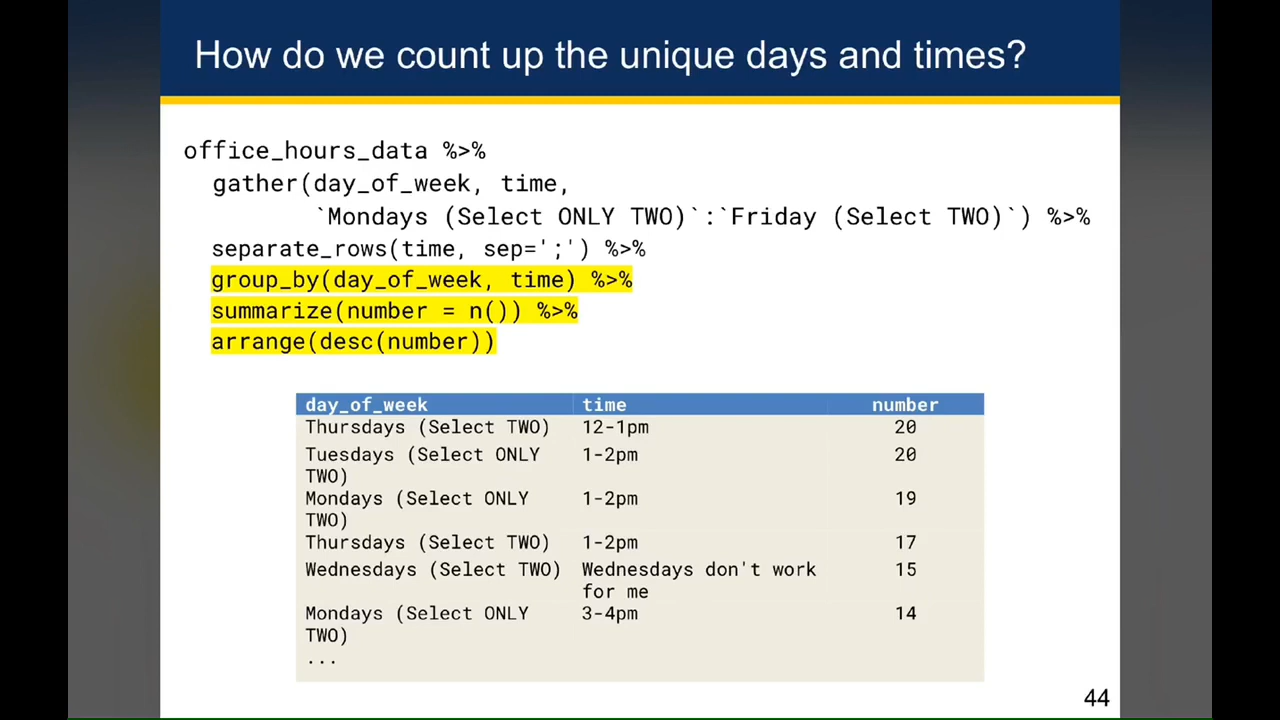 How do we count up the unique days and times?
office_hours_data %>%
gather(day_of_week, time,
`Mondays (Select ONLY TWO)`:`Friday (Select TWO)`) %>%
separate_rows(time, sep=';') %>%
group_by(day_of_week, time) %>%
summarize(number = n()) %>%
arrange(desc(number))
day_of_week time number
Thursdays (Select TWO) 12-1pm 20
Tuesdays (Select ONLY 1-2pm 20
TWO)
Mondays (Select ONLY 1-2pm 19
TWO)
Thursdays (Select TWO) 1-2pm 17
Wednesdays (Select TWO) Wednesdays don't work 15
for me
Mondays (Select ONLY 3-4pm 14
TWO)
...
44